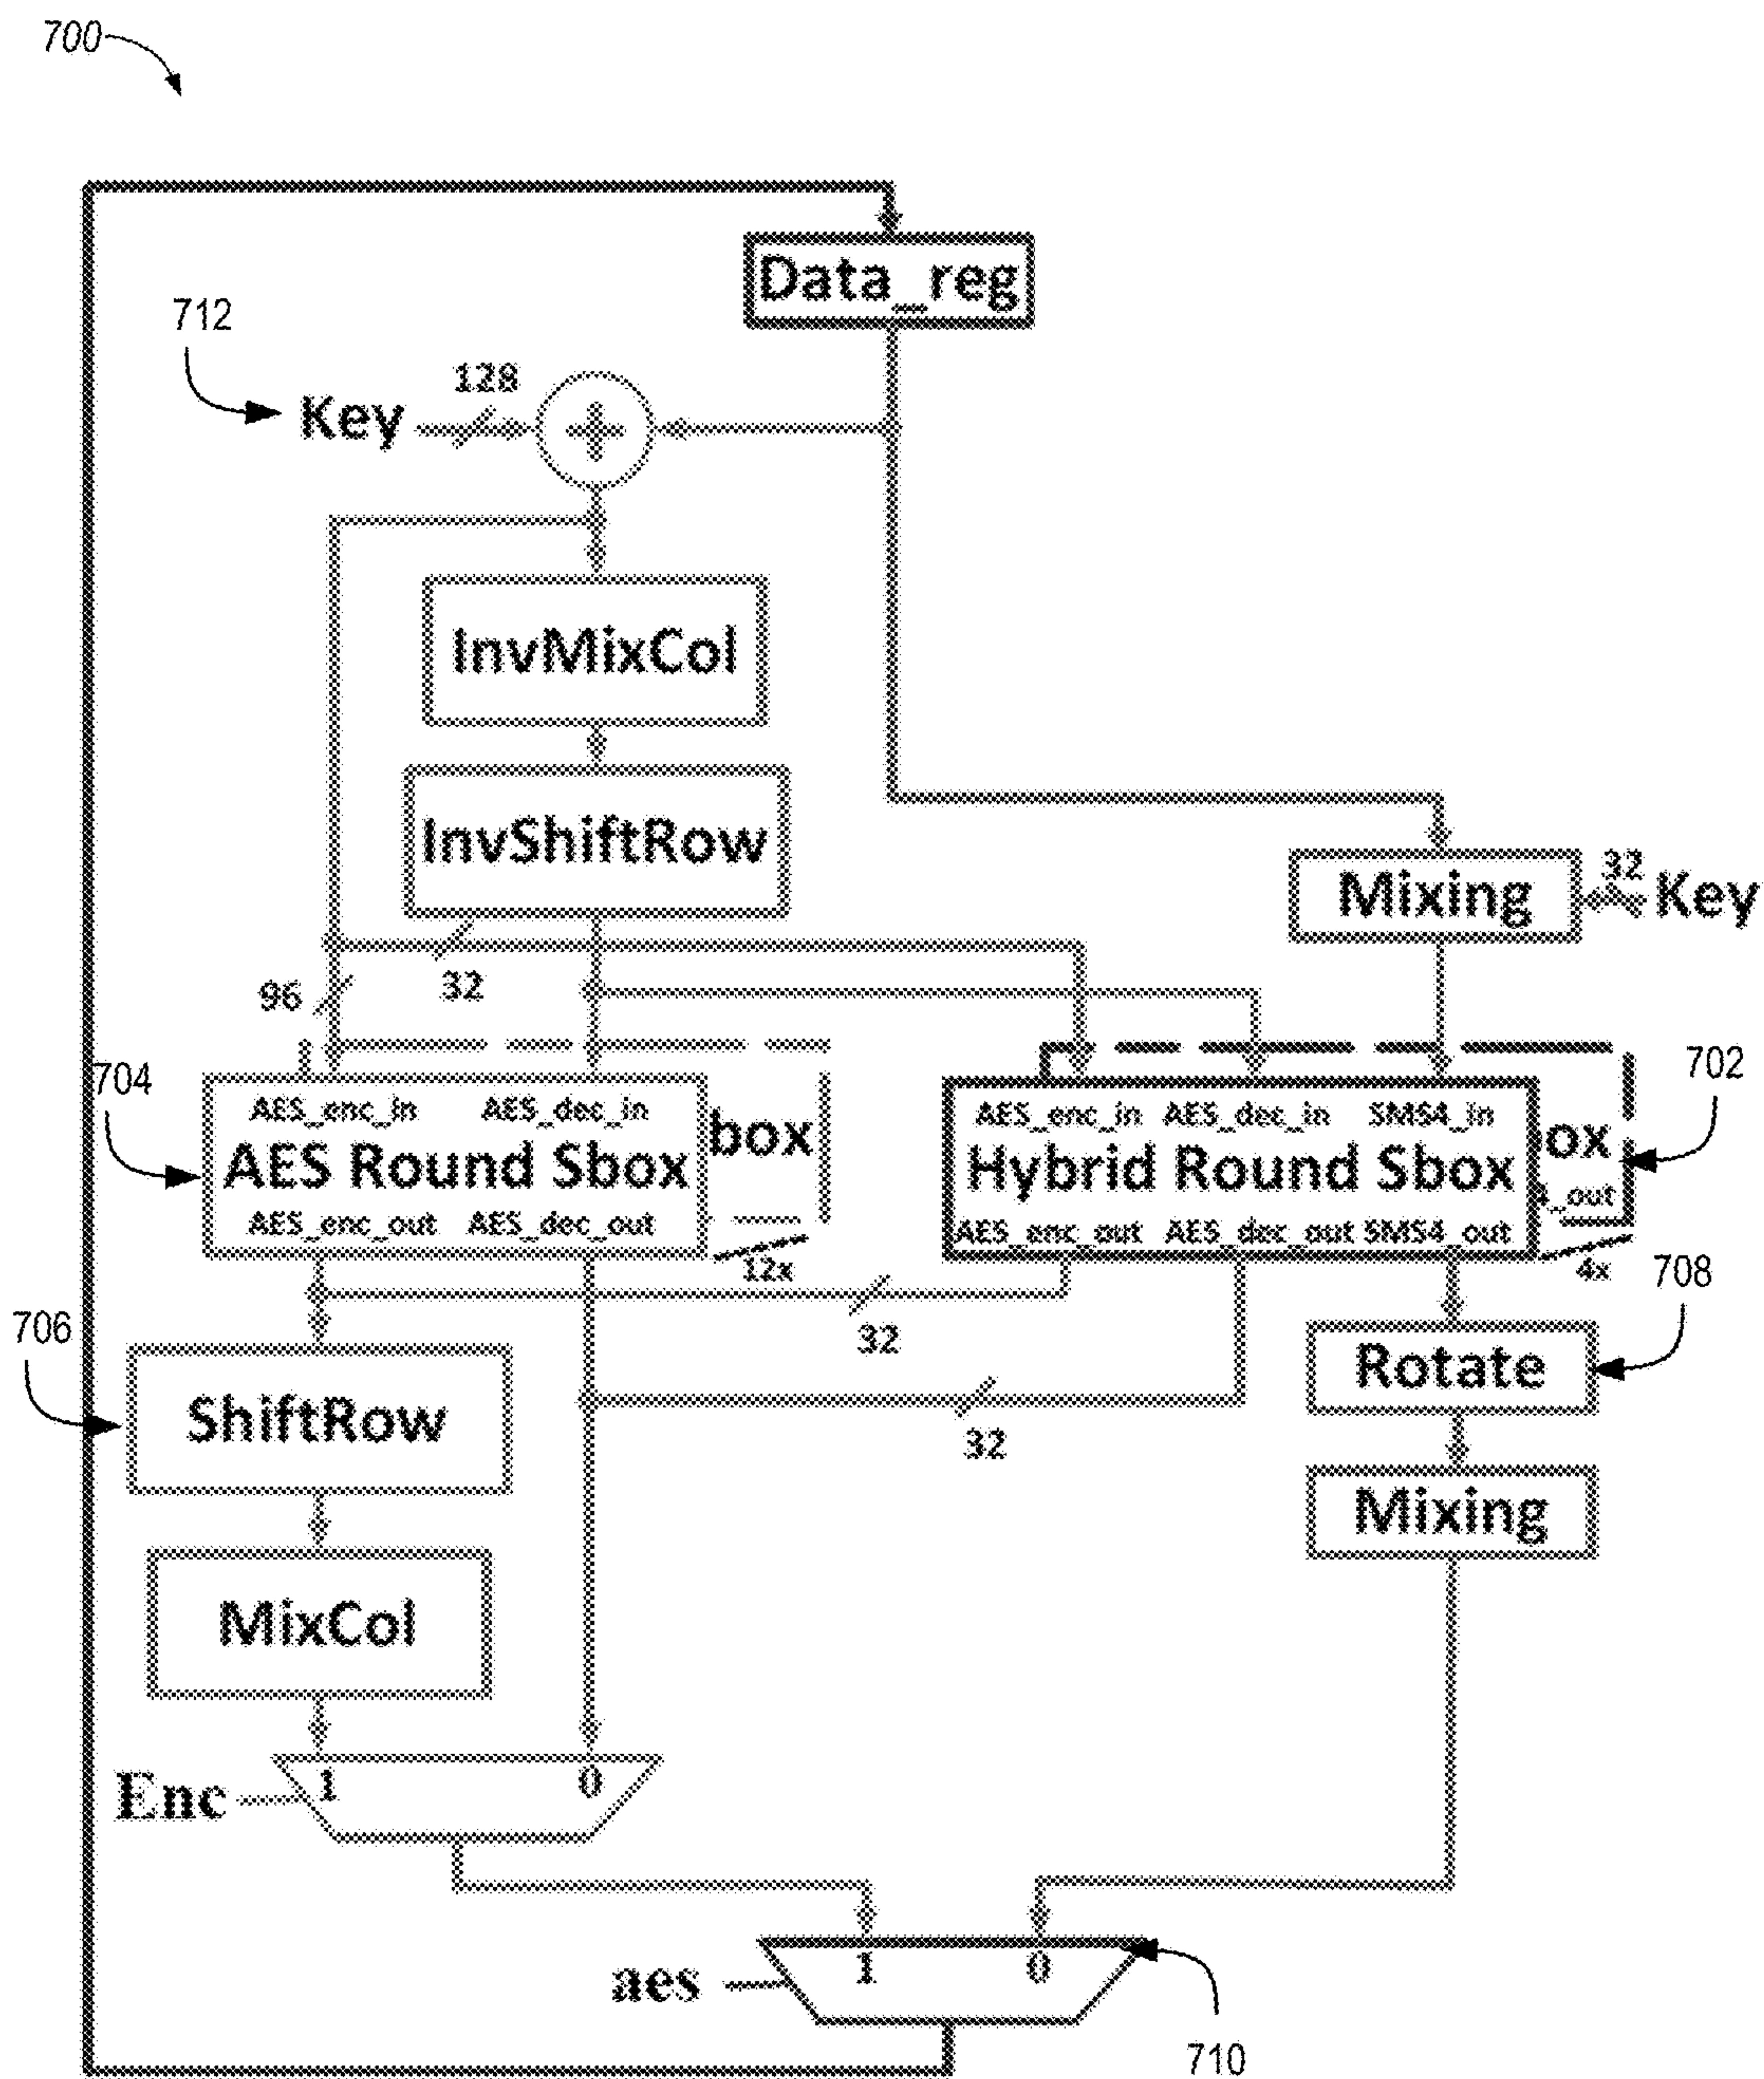 700
Data_reg
712
Key
128
InvMixCol
InvShiftRow
Mixing
32
Key
96
32
704
702
AES_enc_in AES_dec_in
AES Round Sbox
AES_enc_out AES_dec_out
box
12x
AES_enc_in AES_dec_in SMS4_in
Hybrid Round Sbox
AES_enc_out AES_dec_out SMS4_out
ox
_out
4x
708
32
706
ShiftRow
Rotate
32
Mixing
MixCol
Enc
1 0
aes
1 0
710